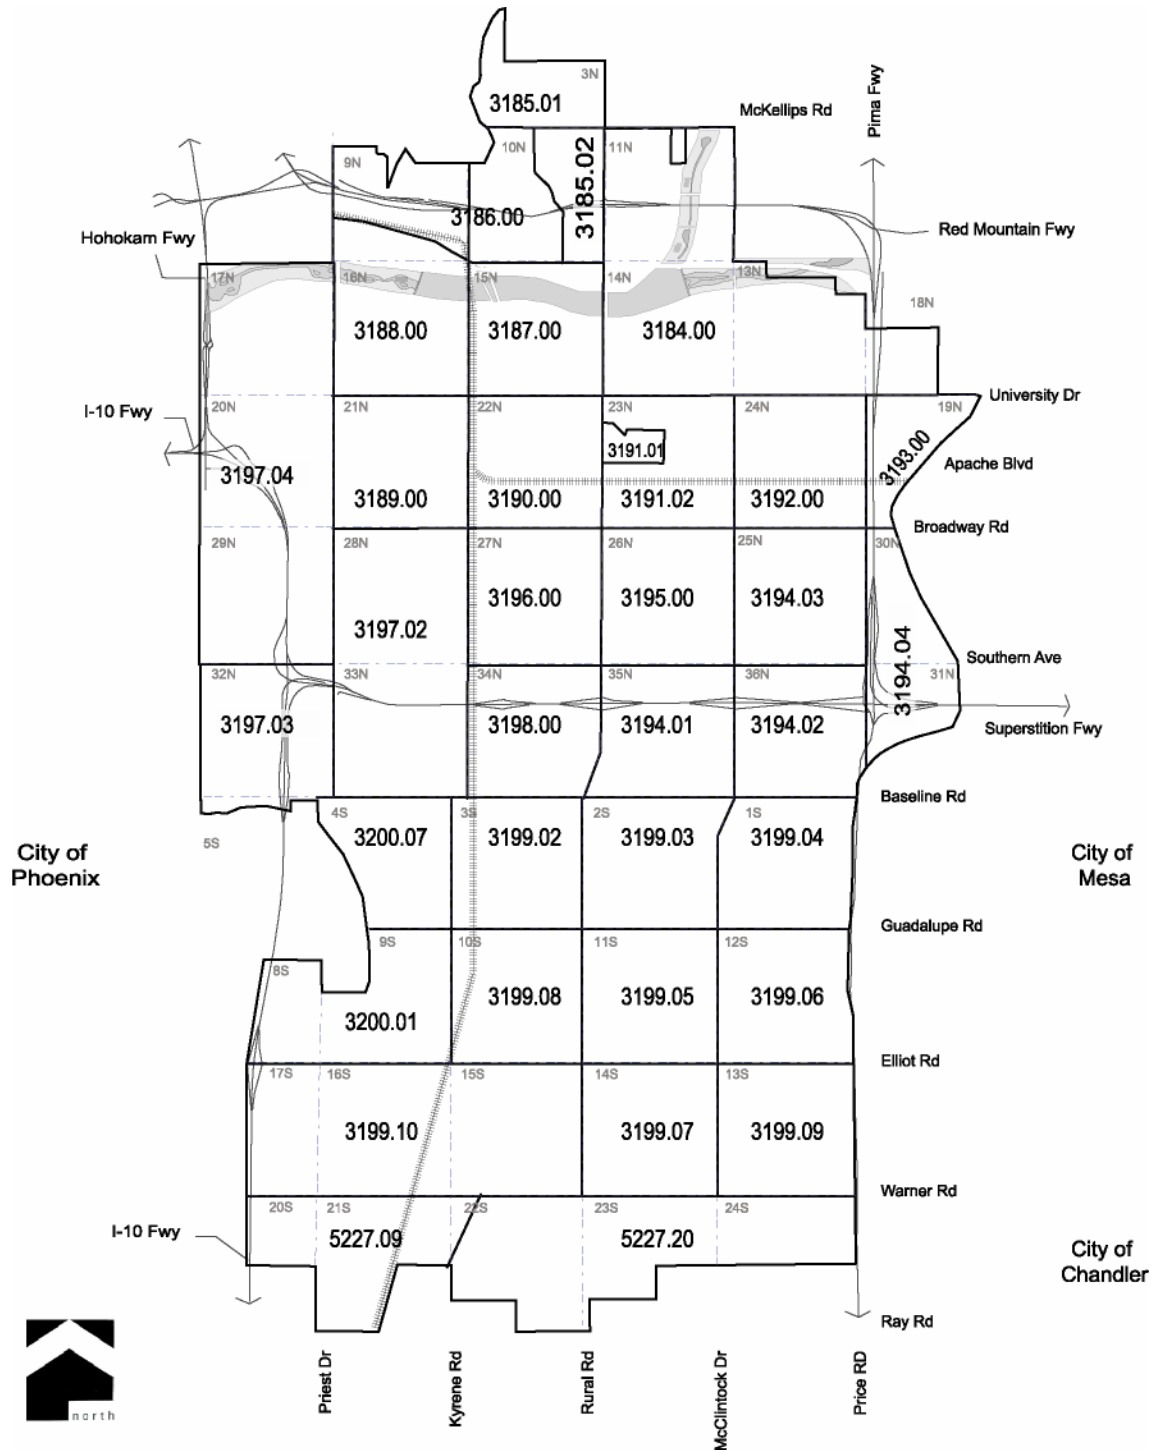 3N
3185.01
McKellips Rd
Pima Fwy
10N
11N
3185.02
9N
3186.00
Hohokam Fwy
Red Mountain Fwy
17N
16N
15N
14N
13N
18N
3188.00
3187.00
3184.00
University Dr
I-10 Fwy
20N
21N
22N
23N
24N
19N
3191.01
3193.00
Apache Blvd
3197.04
3189.00
3190.00
3191.02
3192.00
Broadway Rd
29N
28N
27N
26N
25N
30N
3196.00
3195.00
3194.03
3197.02
3194.04
Southern Ave
32N
33N
34N
35N
36N
31N
3197.03
3198.00
3194.01
3194.02
Superstition Fwy
Baseline Rd
4S
3S
2S
1S
5S
3200.07
3199.02
3199.03
3199.04
City of
Phoenix
City of
Mesa
Guadalupe Rd
9S
10S
11S
12S
8S
3200.01
3199.08
3199.05
3199.06
Elliot Rd
17S
16S
15S
14S
13S
3199.10
3199.07
3199.09
Warner Rd
20S
21S
22S
23S
24S
I-10 Fwy
5227.09
5227.20
City of
Chandler
Ray Rd
Priest Dr
Kyrene Rd
Rural Rd
McClintock Dr
Price RD
north